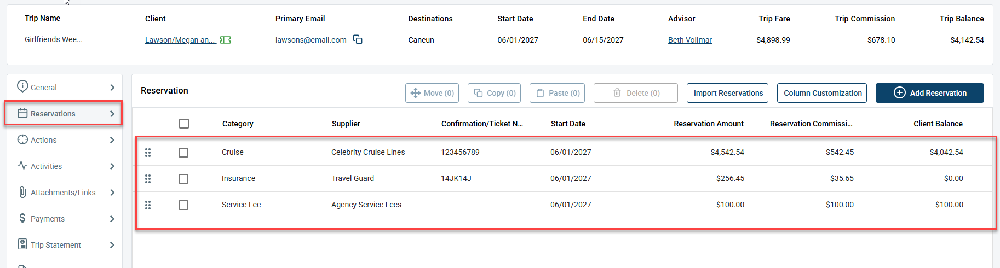 Trip Name Client Primary Email Destinations Start Date End Date Advisor Trip Fare Trip Commission Trip Balance
Girlfriends Wee... Lawson/Megan an... lawsons@email.com Cancun 06/01/2027 06/15/2027 Beth Vollmar $4,898.99 $678.10 $4,142.54
General
Reservations
Actions
Activities
Attachments/Links
Payments
Trip Statement
Reservation Move (0) Copy (0) Paste (0) Delete (0) Import Reservations Column Customization Add Reservation
Category Supplier Confirmation/Ticket N... Start Date Reservation Amount Reservation Commissi... Client Balance
Cruise Celebrity Cruise Lines 123456789 06/01/2027 $4,542.54 $542.45 $4,042.54
Insurance Travel Guard 14JK14J 06/01/2027 $256.45 $35.65 $0.00
Service Fee Agency Service Fees 06/01/2027 $100.00 $100.00 $100.00